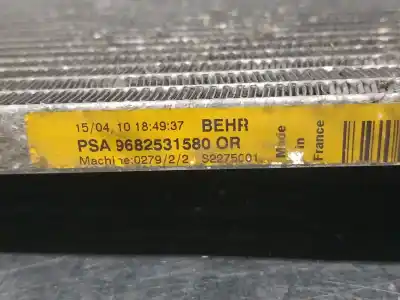 15/04, 10 18:49:37 BEHR
PSA 9682531580 OR
Machine:0279/2/2 S2275001
Made
in
France